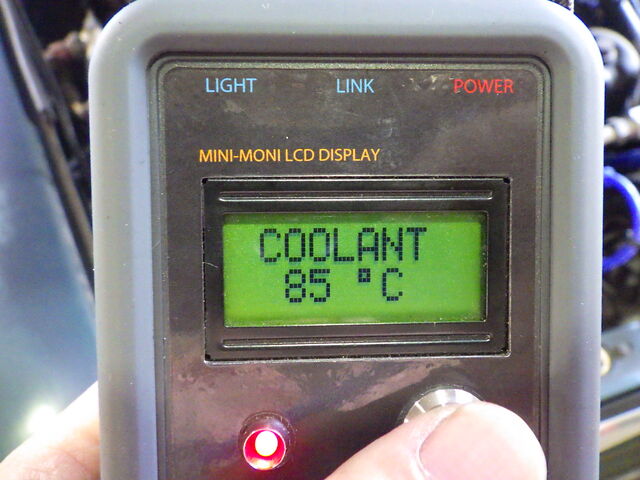 LIGHT LINK POWER
MINI-MONI LCD DISPLAY
COOLANT
85 °C